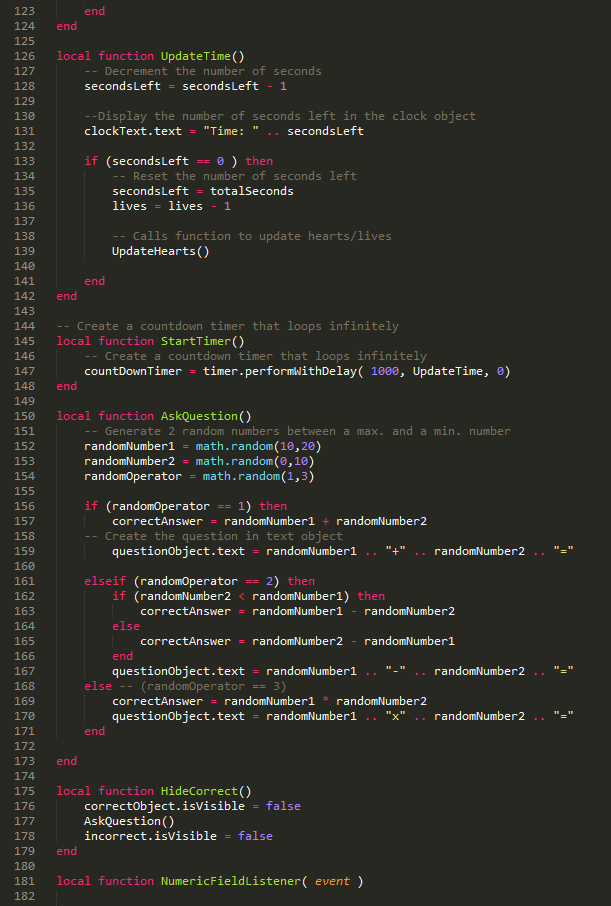 123 end
124 end
125
126 local function UpdateTime()
127 -- Decrement the number of seconds
128 secondsLeft = secondsLeft - 1
129
130 --Display the number of seconds left in the clock object
131 clockText.text = "Time: " .. secondsLeft
132
133 if (secondsLeft == 0 ) then
134 -- Reset the number of seconds left
135 secondsLeft = totalSeconds
136 lives = lives - 1
137
138 -- Calls function to update hearts/lives
139 UpdateHearts()
140
141 end
142 end
143
144 -- Create a countdown timer that loops infinitely
145 local function StartTimer()
146 -- Create a countdown timer that loops infinitely
147 countDownTimer = timer.performWithDelay( 1000, UpdateTime, 0)
148 end
149
150 local function AskQuestion()
151 -- Generate 2 random numbers between a max. and a min. number
152 randomNumber1 = math.random(10,20)
153 randomNumber2 = math.random(0,10)
154 randomOperator = math.random(1,3)
155
156 if (randomOperator == 1) then
157 correctAnswer = randomNumber1 + randomNumber2
158 -- Create the question in text object
159 questionObject.text = randomNumber1 .. "+" .. randomNumber2 .. "="
160
161 elseif (randomOperator == 2) then
162 if (randomNumber2 < randomNumber1) then
163 correctAnswer = randomNumber1 - randomNumber2
164 else
165 correctAnswer = randomNumber2 - randomNumber1
166 end
167 questionObject.text = randomNumber1 .. "-" .. randomNumber2 .. "="
168 else -- (randomOperator == 3)
169 correctAnswer = randomNumber1 * randomNumber2
170 questionObject.text = randomNumber1 .. "x" .. randomNumber2 .. "="
171 end
172
173 end
174
175 local function HideCorrect()
176 correctObject.isVisible = false
177 AskQuestion()
178 incorrect.isVisible = false
179 end
180
181 local function NumericFieldListener( event )
182